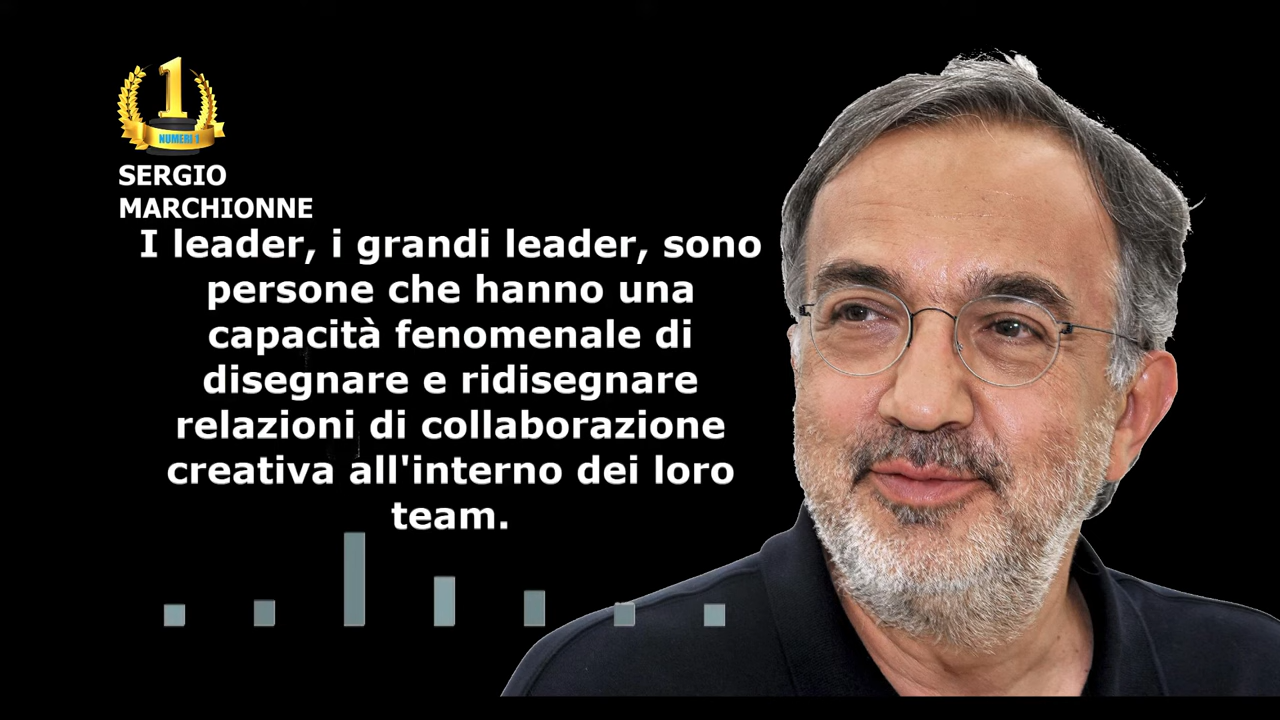 1
NUMERI 1
SERGIO
MARCHIONNE
I leader, i grandi leader, sono
persone che hanno una
capacità fenomenale di
disegnare e ridisegnare
relazioni di collaborazione
creativa all'interno dei loro
team.